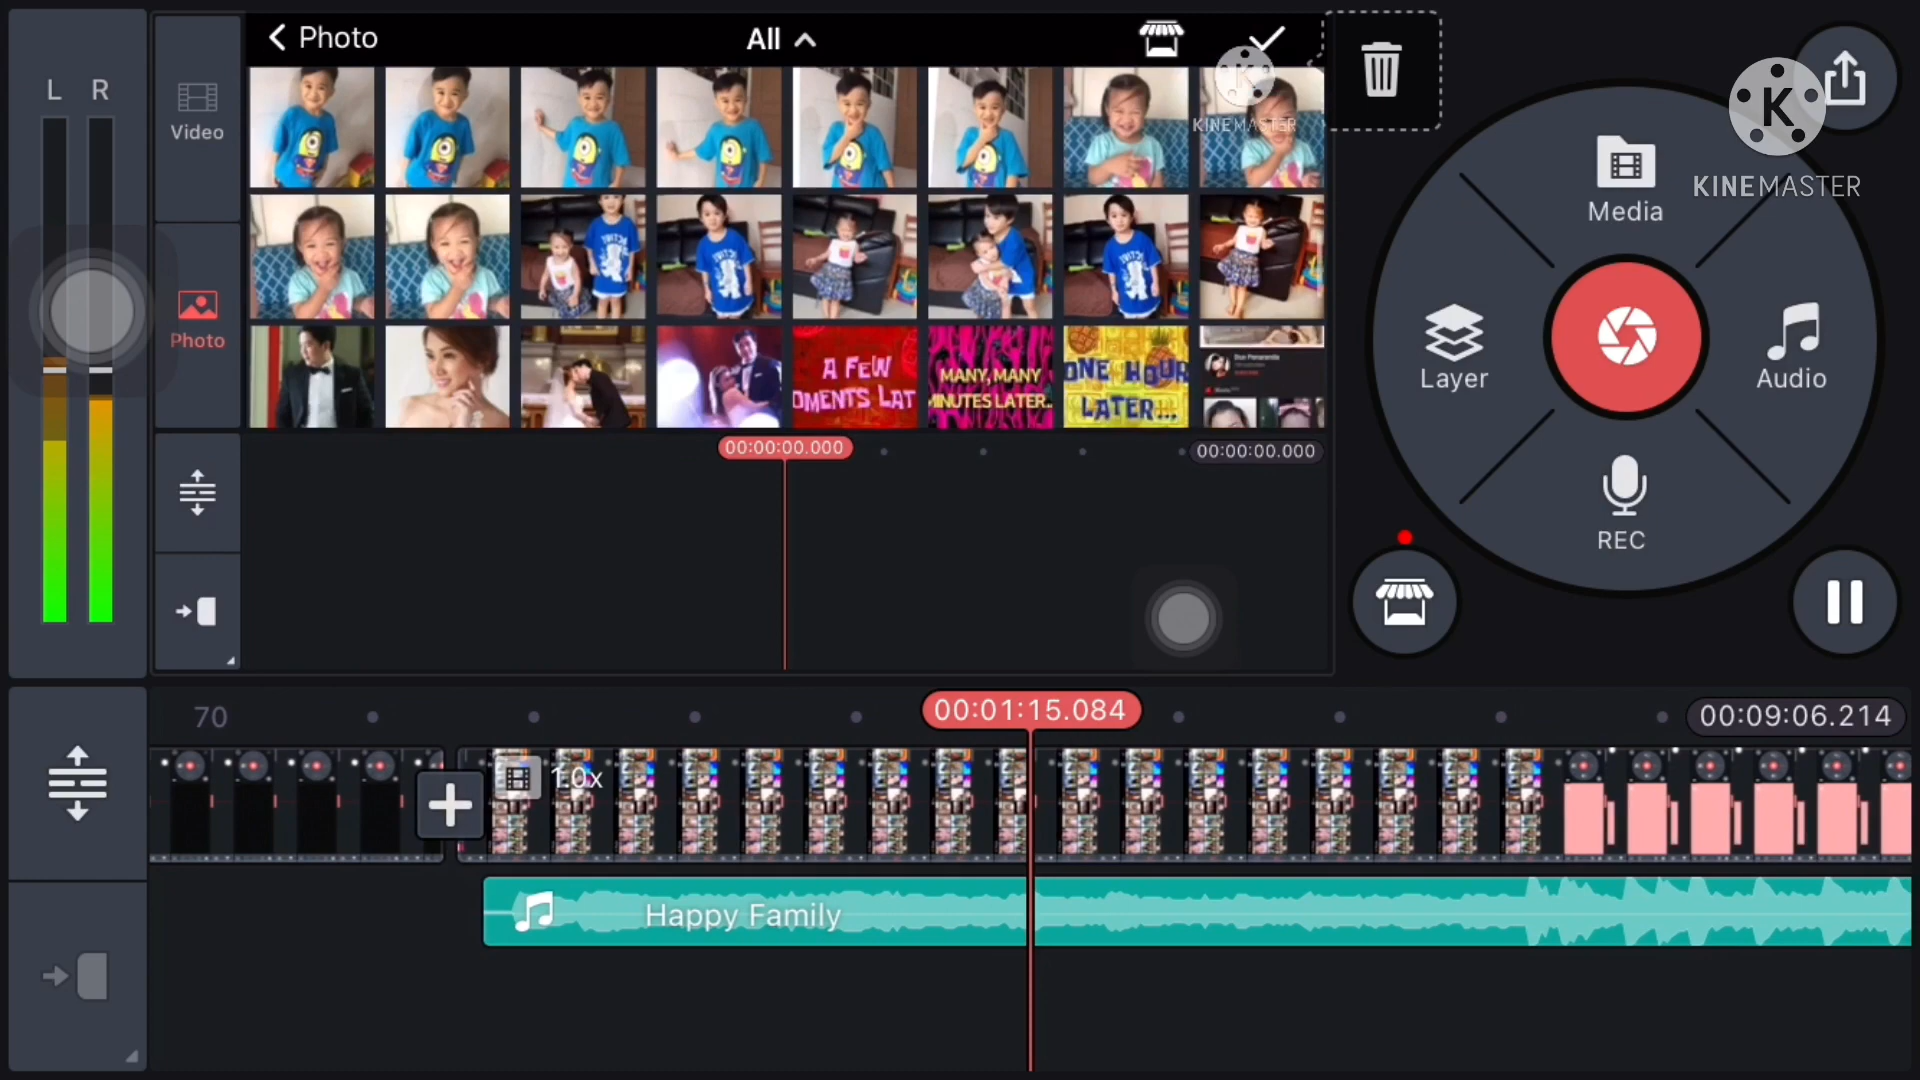 L R
Video
Photo
Photo
All
KINEMASTER
KINEMASTER
Media
Layer
Audio
REC
A FEW
OMENTS LAT
MANY, MANY
MINUTES LATER..
ONE HOUR
LATER...
00:00:00.000
00:00:00.000
70
00:01:15.084
00:09:06.214
1.0x
Happy Family